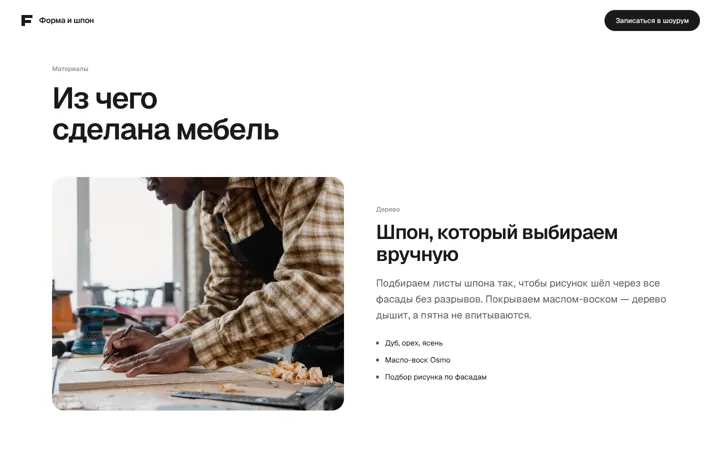 Форма и шпон
Записаться в шоурум
Материалы
Из чего
сделана мебель
Дерево
Шпон, который выбираем
вручную
Подбираем листы шпона так, чтобы рисунок шёл через все
фасады без разрывов. Покрываем маслом-воском — дерево
дышит, а пятна не впитываются.
Дуб, орех, ясень
Масло-воск Osmo
Подбор рисунка по фасадам